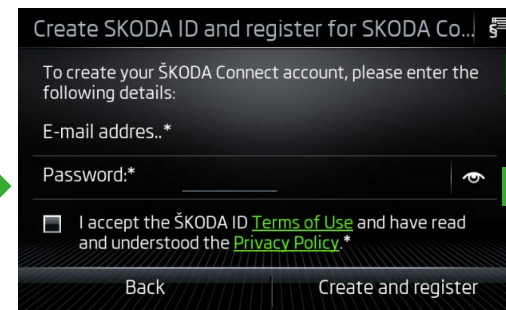 Create SKODA ID and register for SKODA Co...
To create your ŠKODA Connect account, please enter the
following details:
E-mail addres..*
Password:*
I accept the ŠKODA ID Terms of Use and have read
and understood the Privacy Policy.*
Back Create and register